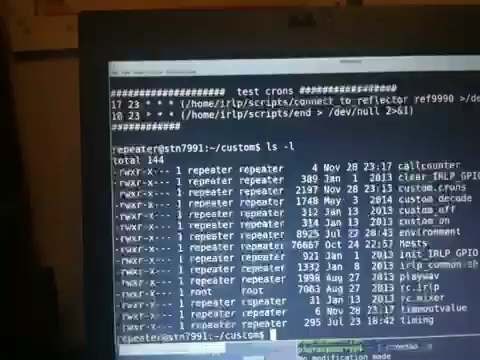 #################### test crons #################
17 23 * * * (/home/irlp/scripts/connect_to_reflector ref9990 >/de
10 23 * * * (/home/irlp/scripts/end > /dev/null 2>&1)
############
repeater@stn7991:~/custom$ ls -l
total 144
-rwxr-x--- 1 repeater repeater 4 Nov 28 23:17 callcounter
-rwxr-x--- 1 repeater repeater 389 Jan 1 2013 clear_IRLP_GPIO
-rwxr-x--- 1 repeater repeater 2197 Nov 28 23:13 custom.crons
-rwxr-x--- 1 repeater repeater 1748 May 3 2014 custom_decode
-rwxr-x--- 1 repeater repeater 312 Jan 13 2013 custom_off
-rwxr-x--- 1 repeater repeater 314 Jan 13 2013 custom_on
-rwxr-x--- 1 repeater repeater 8925 Jul 22 environment
-rwxr-x--- 1 repeater repeater 76667 Oct 24 22:57 hosts
-rwxr-x--- 1 repeater repeater 921 Jan 1 2013 init_IRLP_GPIO
-rwxr-x--- 1 repeater repeater 1332 Jan 8 2013
-rwxr-x--- 1 repeater repeater 1998 Aug 27 2013 playwav
-rwxr-x--- 1 root root 7063 Aug 27 2013 rc.irlp
-rwxr-x--- 1 repeater repeater 31 Jan 13 2013 rc_mixer
-rwxr-x--- 1 repeater repeater 6 Nov 28 23:17 timeoutvalue
-rwxr-x--- 1 repeater repeater 295 Jul 23 18:42 timing
repeater@stn7991:~/custom$
No modification made